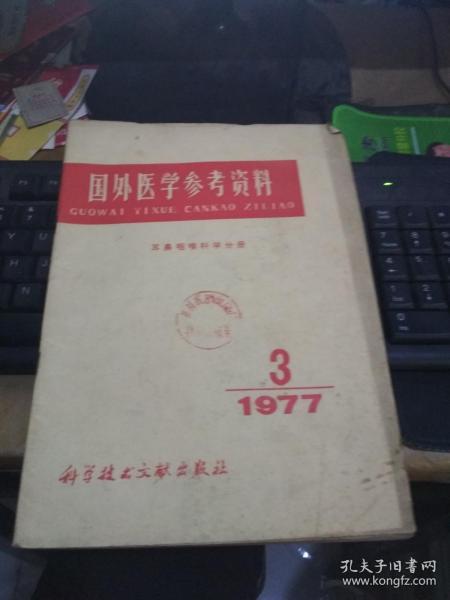 国外医学参考资料
GUOWAI YIXUE CANKAO ZILIAO
耳鼻咽喉科学分册
3
1977
科学技术文献出版社
孔夫子旧书网
www.kongfz.com